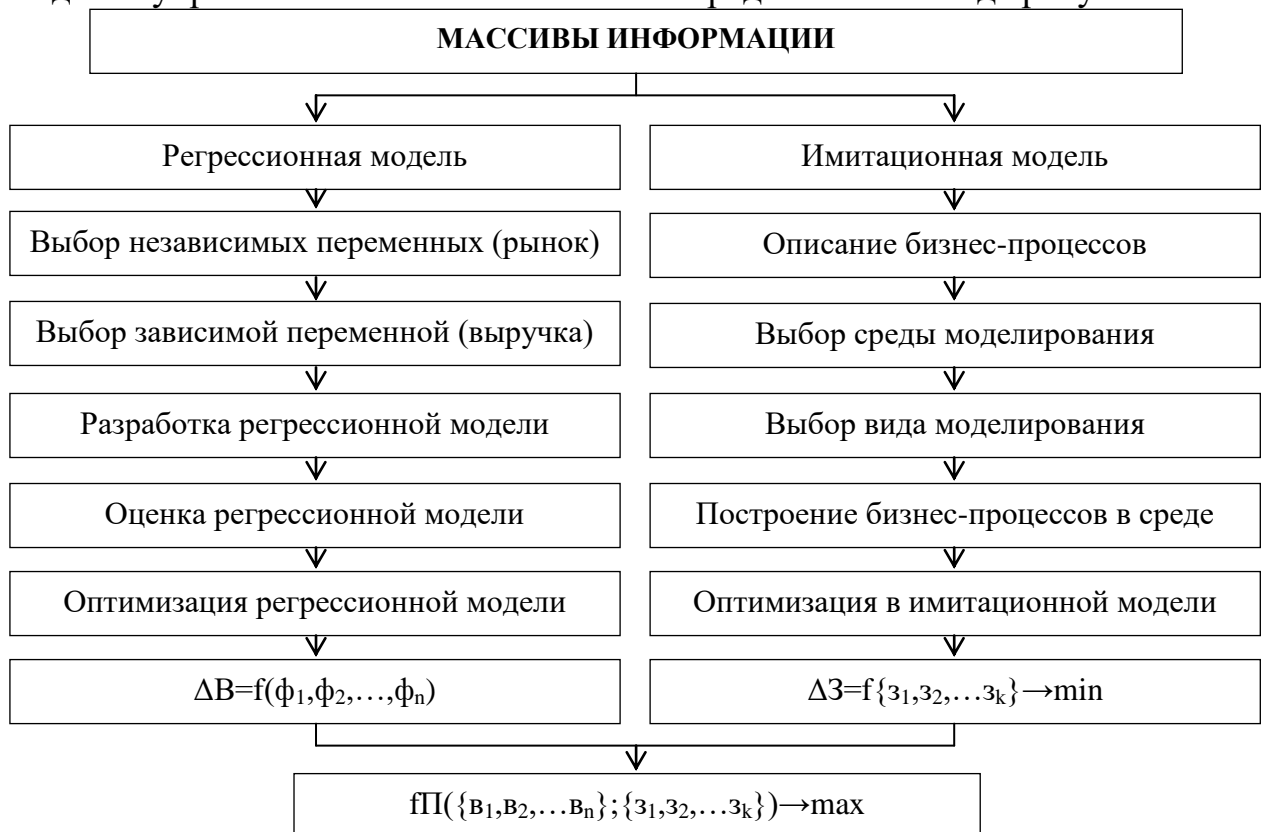 МАССИВЫ ИНФОРМАЦИИ
Регрессионная модель
Выбор независимых переменных (рынок)
Выбор зависимой переменной (выручка)
Разработка регрессионной модели
Оценка регрессионной модели
Оптимизация регрессионной модели
ΔВ=f(ф₁,ф₂,…,фₙ)
Имитационная модель
Описание бизнес-процессов
Выбор среды моделирования
Выбор вида моделирования
Построение бизнес-процессов в среде
Оптимизация в имитационной модели
ΔЗ=f{з₁,з₂,…зₖ}→min
fП({в₁,в₂,…вₙ};{з₁,з₂,…зₖ})→max